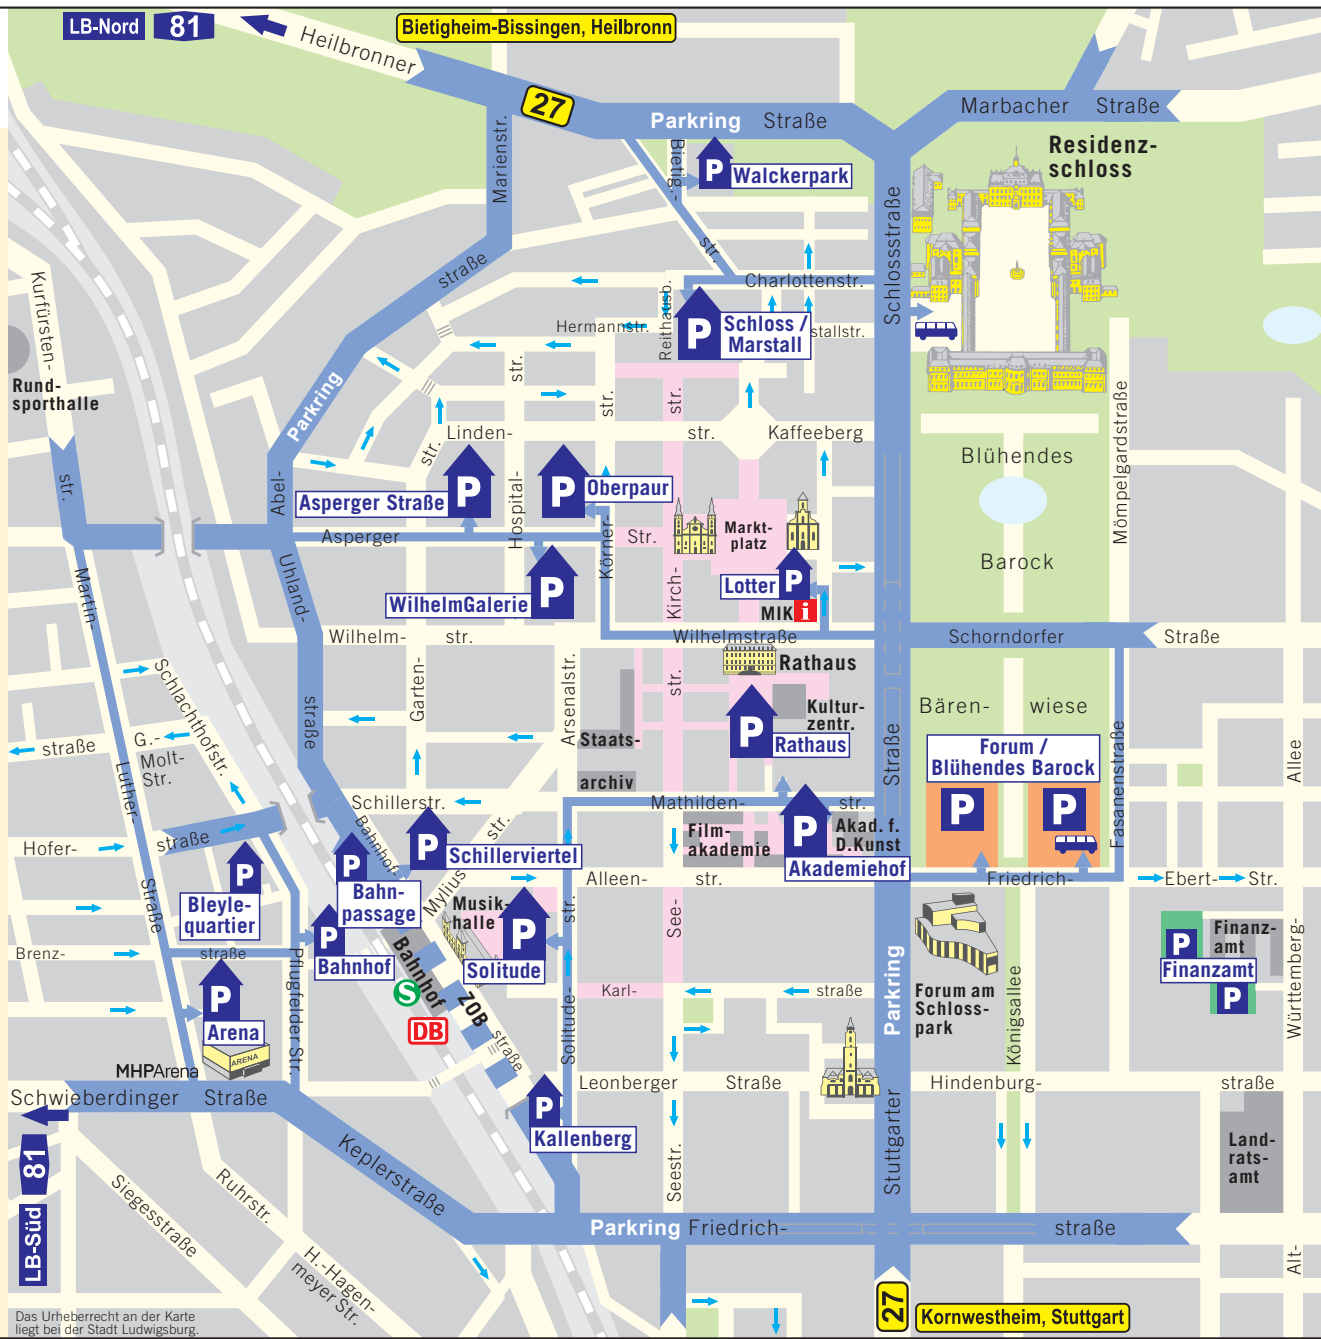 LB-Nord 81
Bietigheim-Bissingen, Heilbronn
Heilbronner
27
Parkring Straße
Marbacher Straße
Marienstr.
Bietig.-
str.
P Walckerpark
Residenz-
schloss
Schlossstraße
straße
Kurfürsten-
str.
Charlottenstr.
Reithausb.
Hermannstr.
stallstr.
P Schloss /
Marstall
Rund-
sporthalle
Parkring
str.
str.
str.
Mömpelgardstraße
Linden-
str.
str.
Kaffeeberg
Blühendes
Barock
Abel-
P
Asperger Straße
Hospital-
P
Oberpaur
Asperger
Körner-
Str.
Markt-
platz
Uhland-
straße
Martin-
P
WilhelmGalerie
Kirch-
str.
P
Lotter
MIK i
Wilhelm-
str.
Wilhelmstraße
Schorndorfer
Straße
Rathaus
Schlachthofstr.
Garten-
Arsenalstr.
Staats-
archiv
P
Rathaus
Kultur-
zentr.
Bären-
wiese
Straße
Fasanenstraße
Allee
straße
G.-
Molt-
Str.
Luther-
Straße
Forum /
Blühendes Barock
P
P
Schillerstr.
Bahnhof-
str.
Mathilden-
str.
Hofer-
straße
P
Schillerviertel
Film-
akademie
P
Akademiehof
Akad. f.
D.Kunst
P
Bleyle-
quartier
P
Bahn-
passage
Mylius
Alleen-
str.
Friedrich-
Ebert-
Str.
Musik-
halle
str.
See-
P
Solitude
P
Bahnhof
Bahnhof
S
DB
ZOB
straße
Brenz-
straße
Pflugfelder Str.
P
Arena
ARENA
MHPArena
Solitude-
Karl-
straße
Parkring
Forum am
Schloss-
park
Königsallee
P
Finanzamt
P
Finanz-
amt
Württemberg-
Schwieberdinger Straße
81
LB-Süd
Leonberger
Straße
Hindenburg-
straße
P
Kallenberg
Keplerstraße
Seestr.
Stuttgarter
Land-
rats-
amt
Siegesstraße
Ruhrstr.
H.-Hagen-
meyer Str.
Parkring Friedrich-
straße
Alt-
27
Kornwestheim, Stuttgart
Das Urheberrecht an der Karte
liegt bei der Stadt Ludwigsburg.